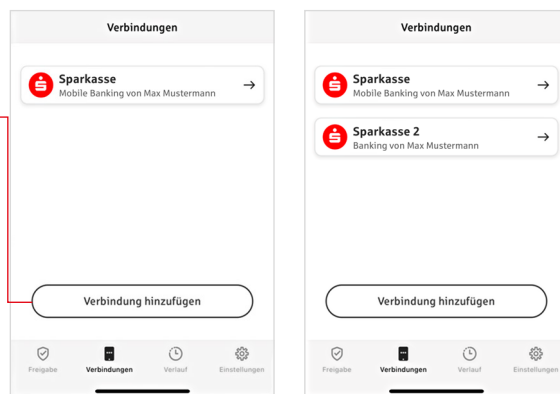 Verbindungen
Sparkasse
Mobile Banking von Max Mustermann
Verbindung hinzufügen
Freigabe
Verbindungen
Verlauf
Einstellungen
Verbindungen
Sparkasse
Mobile Banking von Max Mustermann
Sparkasse 2
Banking von Max Mustermann
Verbindung hinzufügen
Freigabe
Verbindungen
Verlauf
Einstellungen